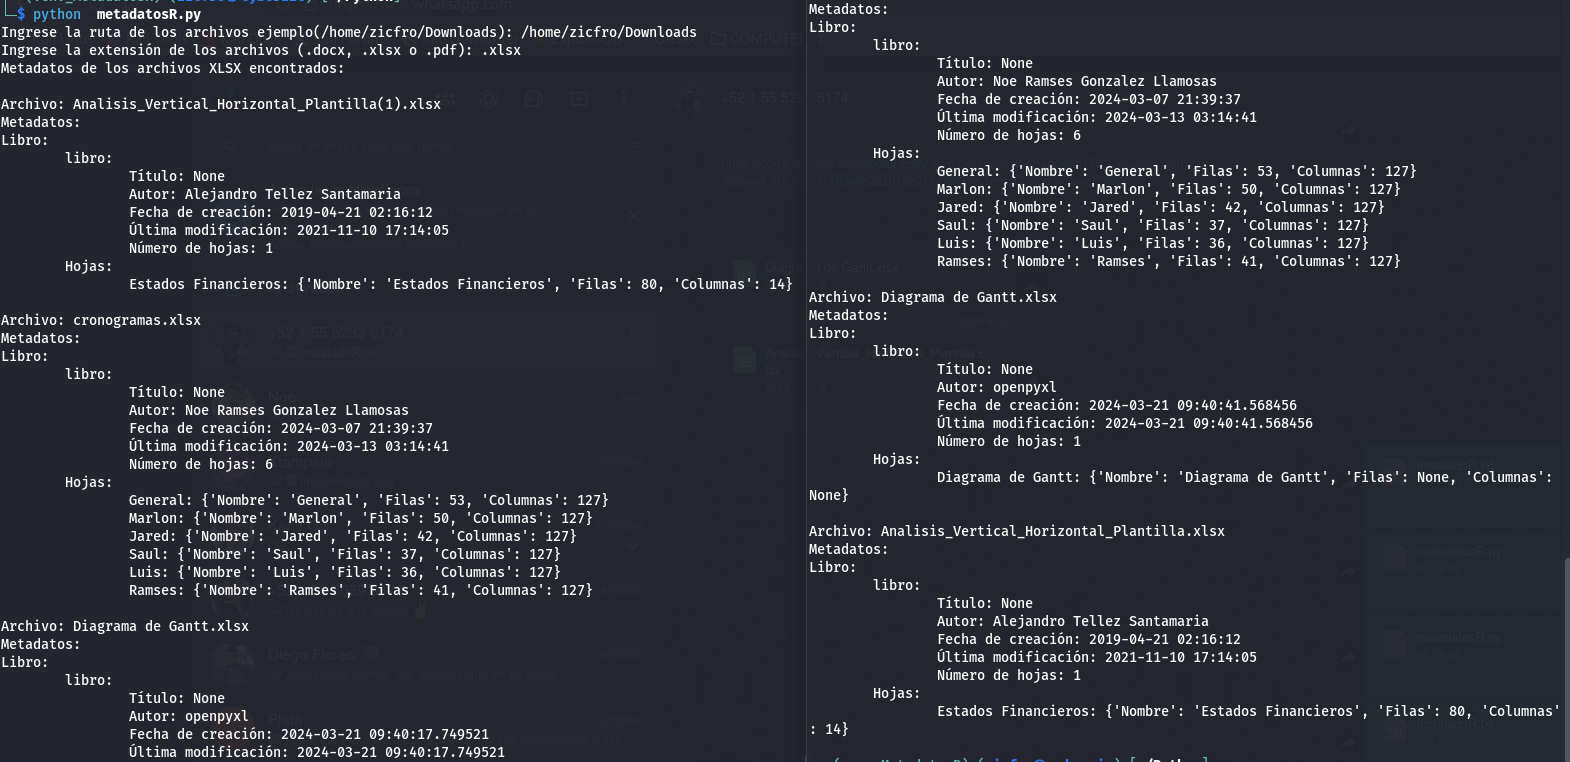 $ python  metadatosR.py
Ingrese la ruta de los archivos ejemplo(/home/zicfro/Downloads): /home/zicfro/Downloads
Ingrese la extensión de los archivos (.docx, .xlsx o .pdf): .xlsx
Metadatos de los archivos XLSX encontrados:
Archivo: Analisis_Vertical_Horizontal_Plantilla(1).xlsx
Metadatos:
Libro:
libro:
Título: None
Autor: Alejandro Tellez Santamaria
Fecha de creación: 2019-04-21 02:16:12
Última modificación: 2021-11-10 17:14:05
Número de hojas: 1
Hojas:
Estados Financieros: {'Nombre': 'Estados Financieros', 'Filas': 80, 'Columnas': 14}
Archivo: cronogramas.xlsx
Metadatos:
Libro:
libro:
Título: None
Autor: Noe Ramses Gonzalez Llamosas
Fecha de creación: 2024-03-07 21:39:37
Última modificación: 2024-03-13 03:14:41
Número de hojas: 6
Hojas:
General: {'Nombre': 'General', 'Filas': 53, 'Columnas': 127}
Marlon: {'Nombre': 'Marlon', 'Filas': 50, 'Columnas': 127}
Jared: {'Nombre': 'Jared', 'Filas': 42, 'Columnas': 127}
Saul: {'Nombre': 'Saul', 'Filas': 37, 'Columnas': 127}
Luis: {'Nombre': 'Luis', 'Filas': 36, 'Columnas': 127}
Ramses: {'Nombre': 'Ramses', 'Filas': 41, 'Columnas': 127}
Archivo: Diagrama de Gantt.xlsx
Metadatos:
Libro:
libro:
Título: None
Autor: openpyxl
Fecha de creación: 2024-03-21 09:40:17.749521
Última modificación: 2024-03-21 09:40:17.749521
Metadatos:
Libro:
libro:
Título: None
Autor: Noe Ramses Gonzalez Llamosas
Fecha de creación: 2024-03-07 21:39:37
Última modificación: 2024-03-13 03:14:41
Número de hojas: 6
Hojas:
General: {'Nombre': 'General', 'Filas': 53, 'Columnas': 127}
Marlon: {'Nombre': 'Marlon', 'Filas': 50, 'Columnas': 127}
Jared: {'Nombre': 'Jared', 'Filas': 42, 'Columnas': 127}
Saul: {'Nombre': 'Saul', 'Filas': 37, 'Columnas': 127}
Luis: {'Nombre': 'Luis', 'Filas': 36, 'Columnas': 127}
Ramses: {'Nombre': 'Ramses', 'Filas': 41, 'Columnas': 127}
Archivo: Diagrama de Gantt.xlsx
Metadatos:
Libro:
libro:
Título: None
Autor: openpyxl
Fecha de creación: 2024-03-21 09:40:41.568456
Última modificación: 2024-03-21 09:40:41.568456
Número de hojas: 1
Hojas:
Diagrama de Gantt: {'Nombre': 'Diagrama de Gantt', 'Filas': None, 'Columnas':
None}
Archivo: Analisis_Vertical_Horizontal_Plantilla.xlsx
Metadatos:
Libro:
libro:
Título: None
Autor: Alejandro Tellez Santamaria
Fecha de creación: 2019-04-21 02:16:12
Última modificación: 2021-11-10 17:14:05
Número de hojas: 1
Hojas:
Estados Financieros: {'Nombre': 'Estados Financieros', 'Filas': 80, 'Columnas'
: 14}